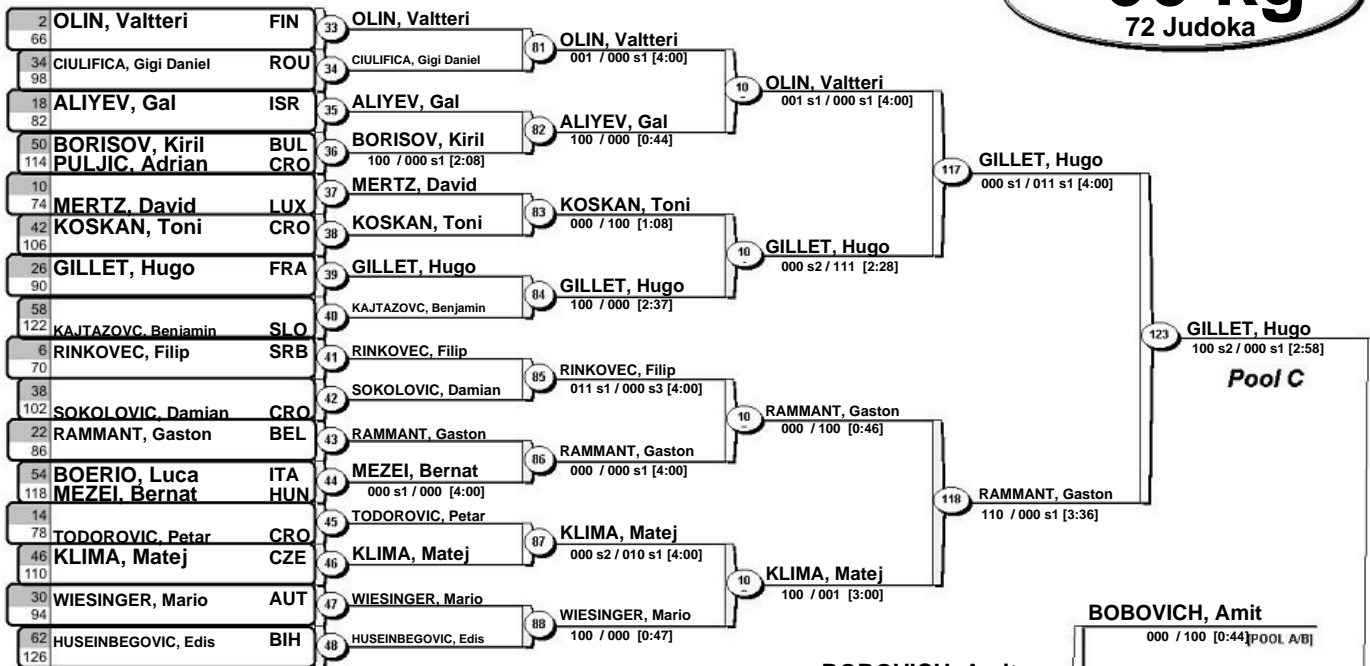 72 Judoka
2 OLIN, Valtteri FIN
66
34 CIULIFICA, Gigi Daniel ROU
98
18 ALIYEV, Gal ISR
82
50 BORISOV, Kiril BUL
114 PULJIC, Adrian CRO
10
74 MERTZ, David LUX
42 KOSKAN, Toni CRO
106
26 GILLET, Hugo FRA
90
58
122 KAJTAZOVC, Benjamin SLO
6 RINKOVEC, Filip SRB
70
38
102 SOKOLOVIC, Damian CRO
22 RAMMANT, Gaston BEL
86
54 BOERIO, Luca ITA
118 MEZEI, Bernat HUN
14
78 TODOROVIC, Petar CRO
46 KLIMA, Matej CZE
110
30 WIESINGER, Mario AUT
94
62 HUSEINBEGOVIC, Edis BIH
126
33 OLIN, Valtteri
34 CIULIFICA, Gigi Daniel
35 ALIYEV, Gal
36 BORISOV, Kiril
100 / 000 s1 [2:08]
37 MERTZ, David
38 KOSKAN, Toni
39 GILLET, Hugo
40 KAJTAZOVC, Benjamin
41 RINKOVEC, Filip
42 SOKOLOVIC, Damian
43 RAMMANT, Gaston
44 MEZEI, Bernat
000 s1 / 000 [4:00]
45 TODOROVIC, Petar
46 KLIMA, Matej
47 WIESINGER, Mario
48 HUSEINBEGOVIC, Edis
81 OLIN, Valtteri
001 / 000 s1 [4:00]
82 ALIYEV, Gal
100 / 000 [0:44]
83 KOSKAN, Toni
000 / 100 [1:08]
84 GILLET, Hugo
100 / 000 [2:37]
85 RINKOVEC, Filip
011 s1 / 000 s3 [4:00]
86 RAMMANT, Gaston
000 / 000 s1 [4:00]
87 KLIMA, Matej
000 s2 / 010 s1 [4:00]
88 WIESINGER, Mario
100 / 000 [0:47]
10 OLIN, Valtteri
001 s1 / 000 s1 [4:00]
10 GILLET, Hugo
000 s2 / 111 [2:28]
10 RAMMANT, Gaston
000 / 100 [0:46]
10 KLIMA, Matej
100 / 001 [3:00]
117 GILLET, Hugo
000 s1 / 011 s1 [4:00]
118 RAMMANT, Gaston
110 / 000 s1 [3:36]
123 GILLET, Hugo
100 s2 / 000 s1 [2:58]
Pool C
BOBOVICH, Amit
000 / 100 [0:44] [POOL A/B]